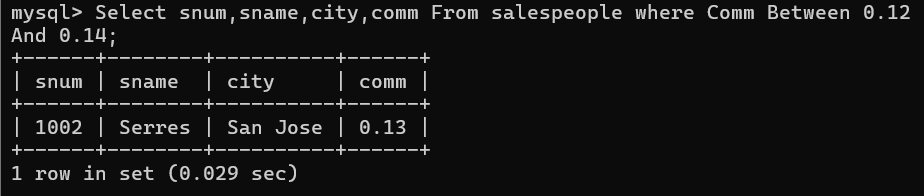 mysql> Select snum,sname,city,comm From salespeople where Comm Between 0.12
And 0.14;
+------+--------+----------+------+
| snum | sname  | city     | comm |
+------+--------+----------+------+
| 1002 | Serres | San Jose | 0.13 |
+------+--------+----------+------+
1 row in set (0.029 sec)